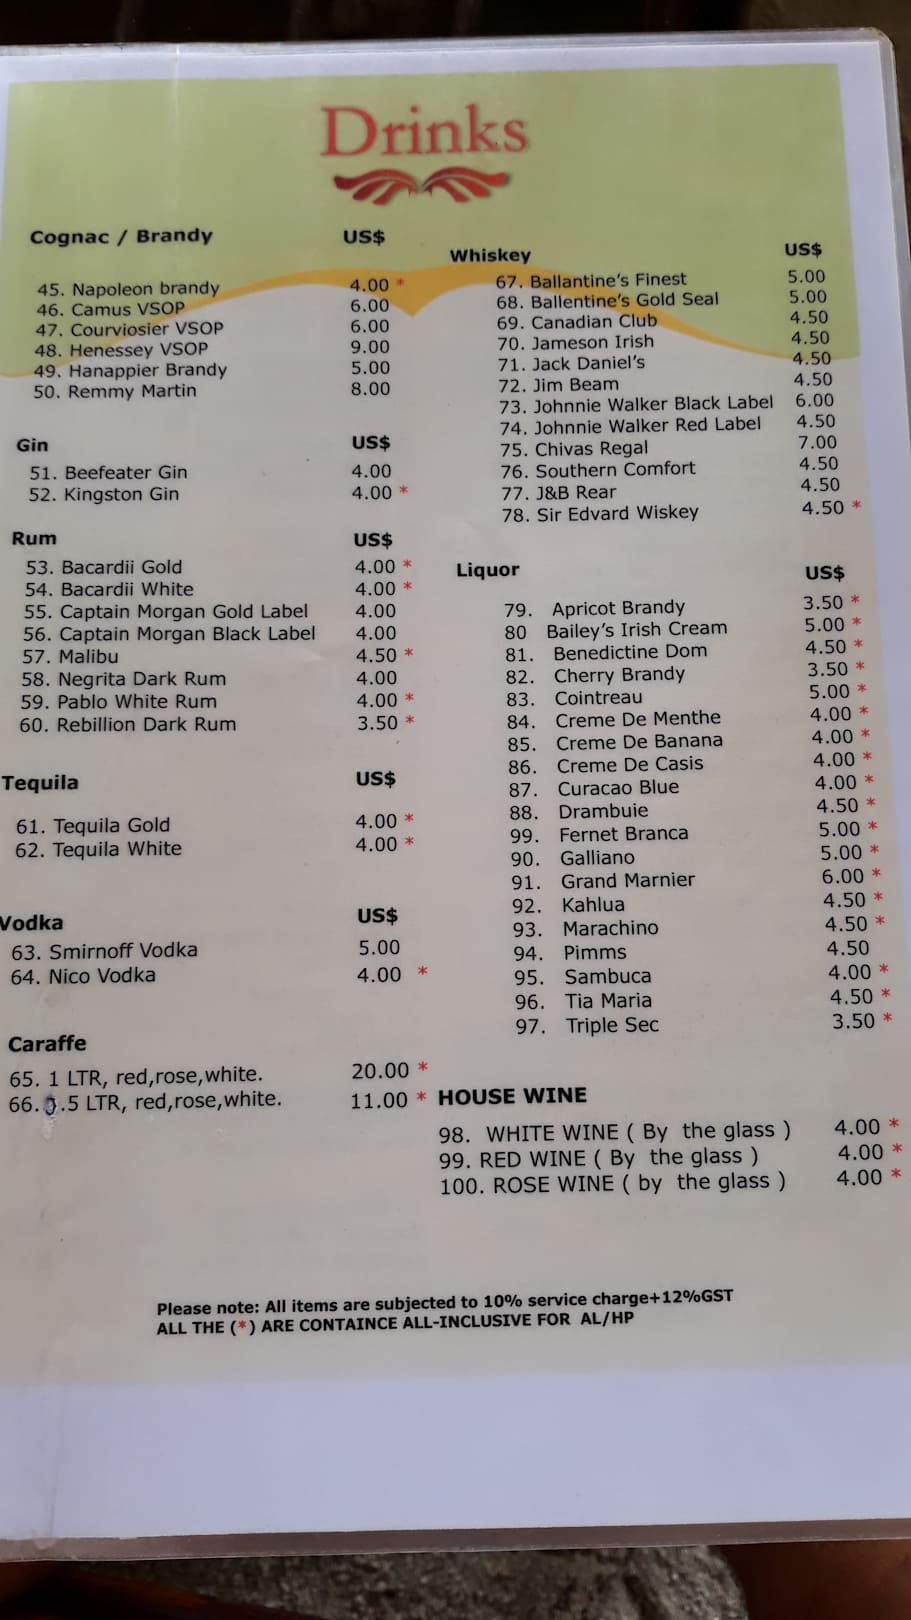 Drinks
Cognac / Brandy US$
45. Napoleon brandy 4.00 *
46. Camus VSOP 6.00
47. Courviosier VSOP 6.00
48. Henessey VSOP 9.00
49. Hanappier Brandy 5.00
50. Remmy Martin 8.00
Gin US$
51. Beefeater Gin 4.00
52. Kingston Gin 4.00 *
Rum US$
53. Bacardii Gold 4.00 *
54. Bacardii White 4.00 *
55. Captain Morgan Gold Label 4.00
56. Captain Morgan Black Label 4.00
57. Malibu 4.50 *
58. Negrita Dark Rum 4.00
59. Pablo White Rum 4.00 *
60. Rebillion Dark Rum 3.50 *
Tequila US$
61. Tequila Gold 4.00 *
62. Tequila White 4.00 *
Vodka US$
63. Smirnoff Vodka 5.00
64. Nico Vodka 4.00 *
Caraffe
65. 1 LTR, red,rose,white. 20.00 *
66. 0.5 LTR, red,rose,white. 11.00 *
Whiskey US$
67. Ballantine's Finest 5.00
68. Ballentine's Gold Seal 5.00
69. Canadian Club 4.50
70. Jameson Irish 4.50
71. Jack Daniel's 4.50
72. Jim Beam 4.50
73. Johnnie Walker Black Label 6.00
74. Johnnie Walker Red Label 4.50
75. Chivas Regal 7.00
76. Southern Comfort 4.50
77. J&B Rear 4.50
78. Sir Edvard Wiskey 4.50 *
Liquor US$
79. Apricot Brandy 3.50 *
80 Bailey's Irish Cream 5.00 *
81. Benedictine Dom 4.50 *
82. Cherry Brandy 3.50 *
83. Cointreau 5.00 *
84. Creme De Menthe 4.00 *
85. Creme De Banana 4.00 *
86. Creme De Casis 4.00 *
87. Curacao Blue 4.00 *
88. Drambuie 4.50 *
99. Fernet Branca 5.00 *
90. Galliano 5.00 *
91. Grand Marnier 6.00 *
92. Kahlua 4.50 *
93. Marachino 4.50 *
94. Pimms 4.50
95. Sambuca 4.00 *
96. Tia Maria 4.50 *
97. Triple Sec 3.50 *
HOUSE WINE
98. WHITE WINE ( By the glass ) 4.00 *
99. RED WINE ( By the glass ) 4.00 *
100. ROSE WINE ( by the glass ) 4.00 *
Please note: All items are subjected to 10% service charge+12%GST
ALL THE (*) ARE CONTAINCE ALL-INCLUSIVE FOR AL/HP